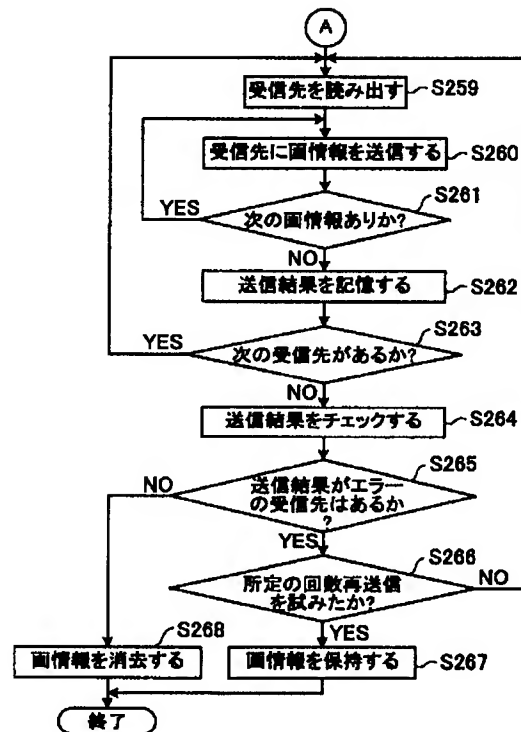 A
受信先を読み出す
S259
受信先に画情報を送信する
S260
S261
YES
次の画情報ありか?
NO
送信結果を記憶する
S262
S263
YES
次の受信先があるか?
NO
送信結果をチェックする
S264
S265
NO
送信結果がエラー
の受信先はあるか
?
YES
S266
所定の回数再送信
を試みたか?
NO
YES
S268
画情報を消去する
画情報を保持する
S267
終了